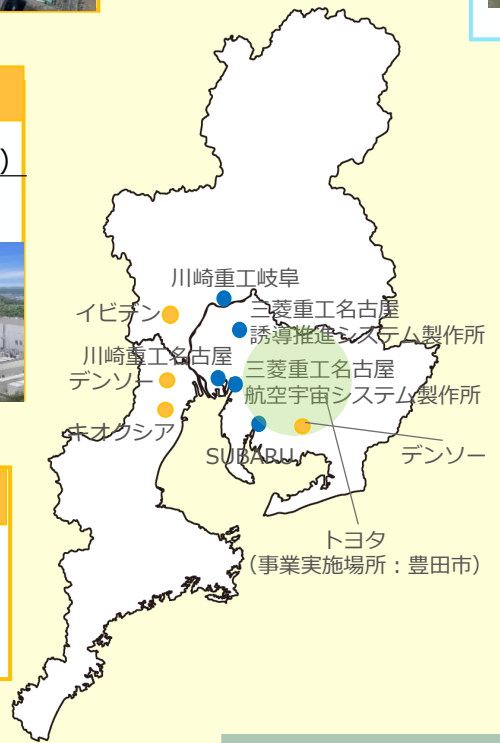 )
川崎重工岐阜
イビデン
三菱重工名古屋
誘導推進システム製作所
川崎重工名古屋
デンソー
三菱重工名古屋
航空宇宙システム製作所
キオクシア
SUBARU
デンソー
トヨタ
(事業実施場所：豊田市)